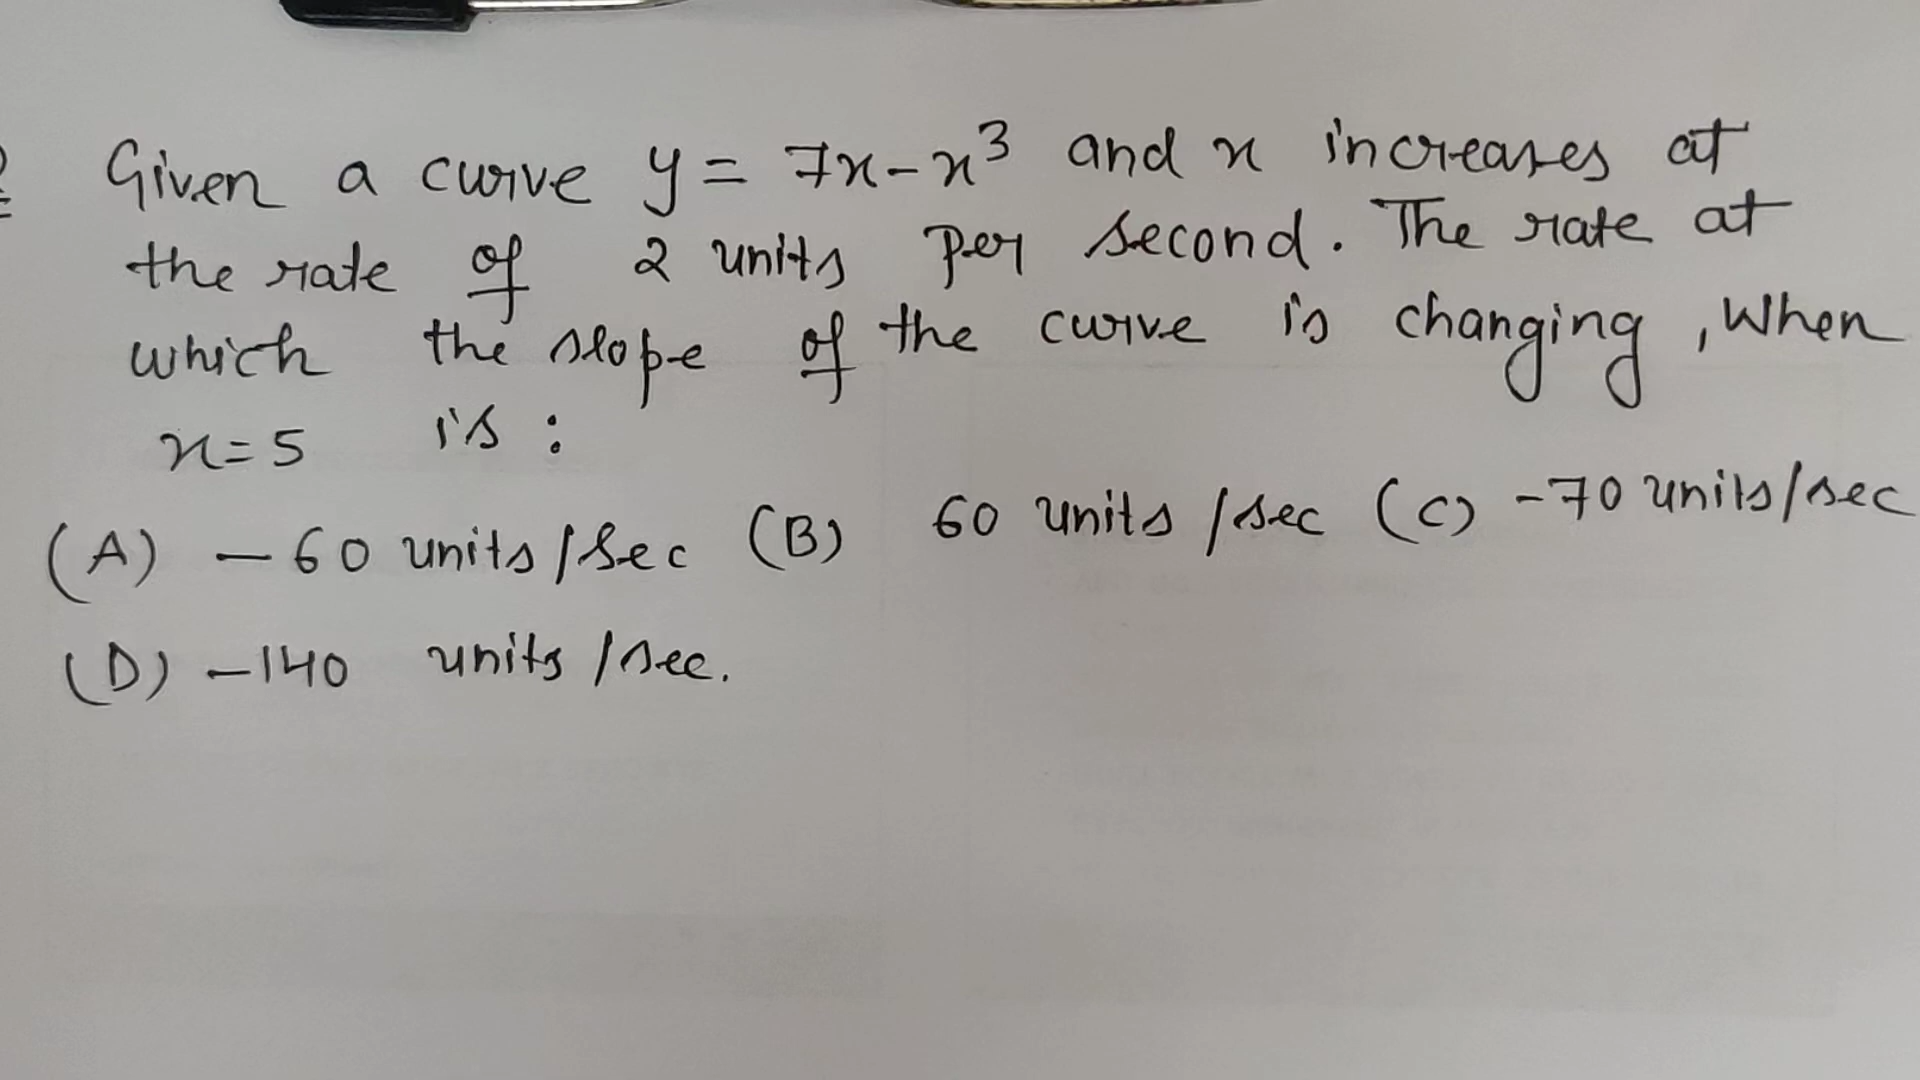 Given a curve y = 7x-x³ and x increases at
the rate of 2 units per second. The rate at
which the slope of the curve is changing, when
x=5 is :
(A) -60 units/sec (B) 60 units/sec (C) -70 units/sec
(D) -140 units/sec.